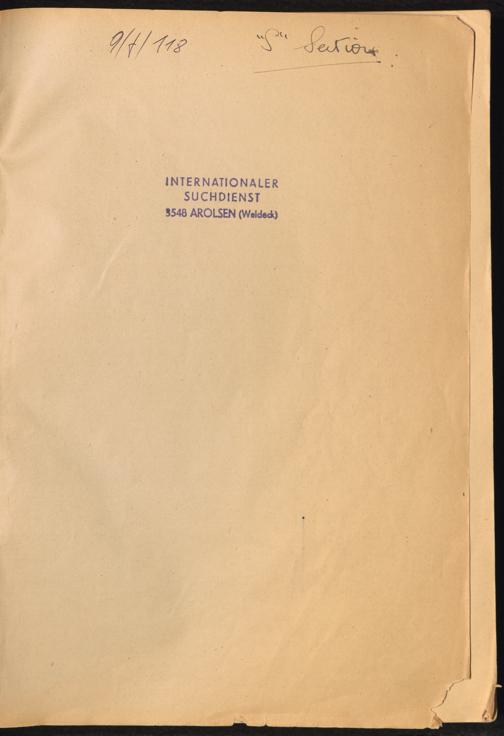 9/f/118 "S" Section
INTERNATIONALER
SUCHDIENST
3548 AROLSEN (Waldeck)